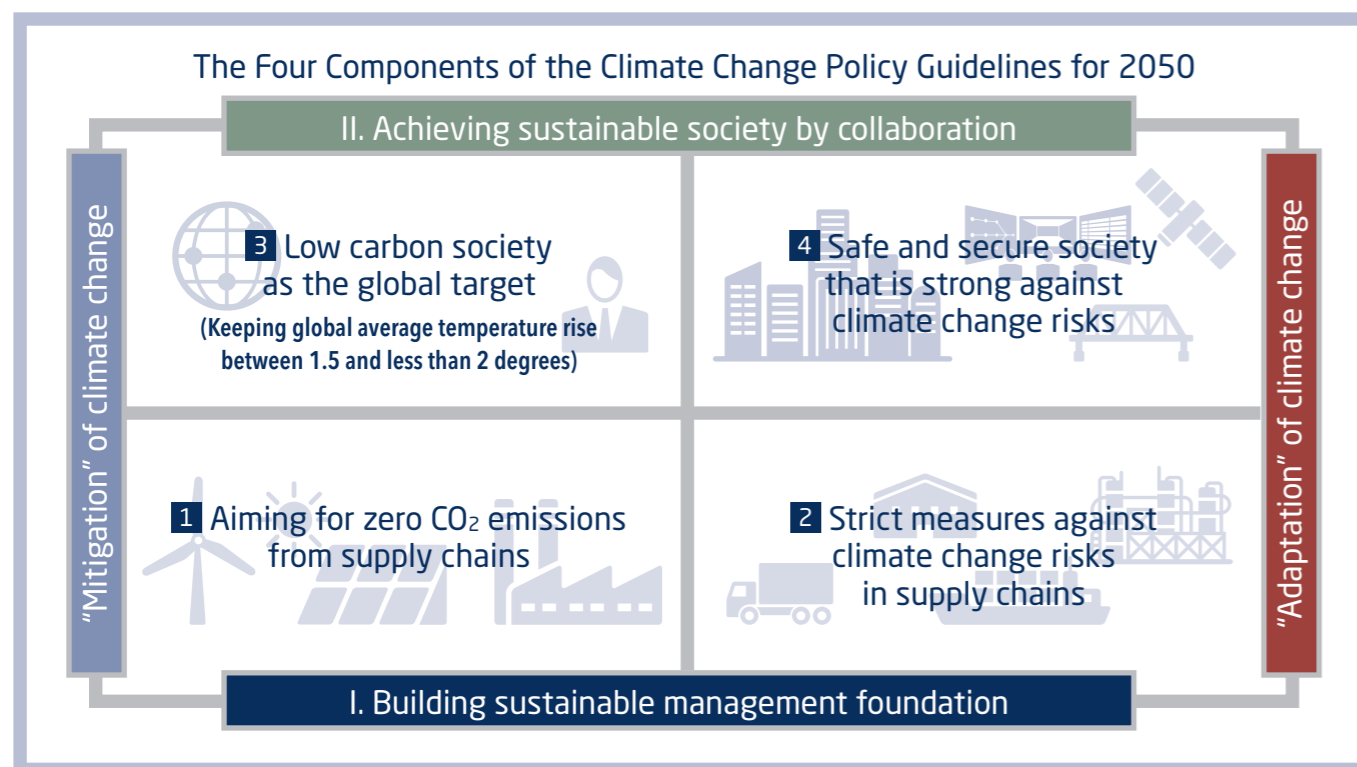 The Four Components of the Climate Change Policy Guidelines for 2050
II. Achieving sustainable society by collaboration
"Mitigation" of climate change
3 Low carbon society
as the global target
(Keeping global average temperature rise
between 1.5 and less than 2 degrees)
4 Safe and secure society
that is strong against
climate change risks
"Adaptation" of climate change
1 Aiming for zero CO₂ emissions
from supply chains
2 Strict measures against
climate change risks
in supply chains
I. Building sustainable management foundation